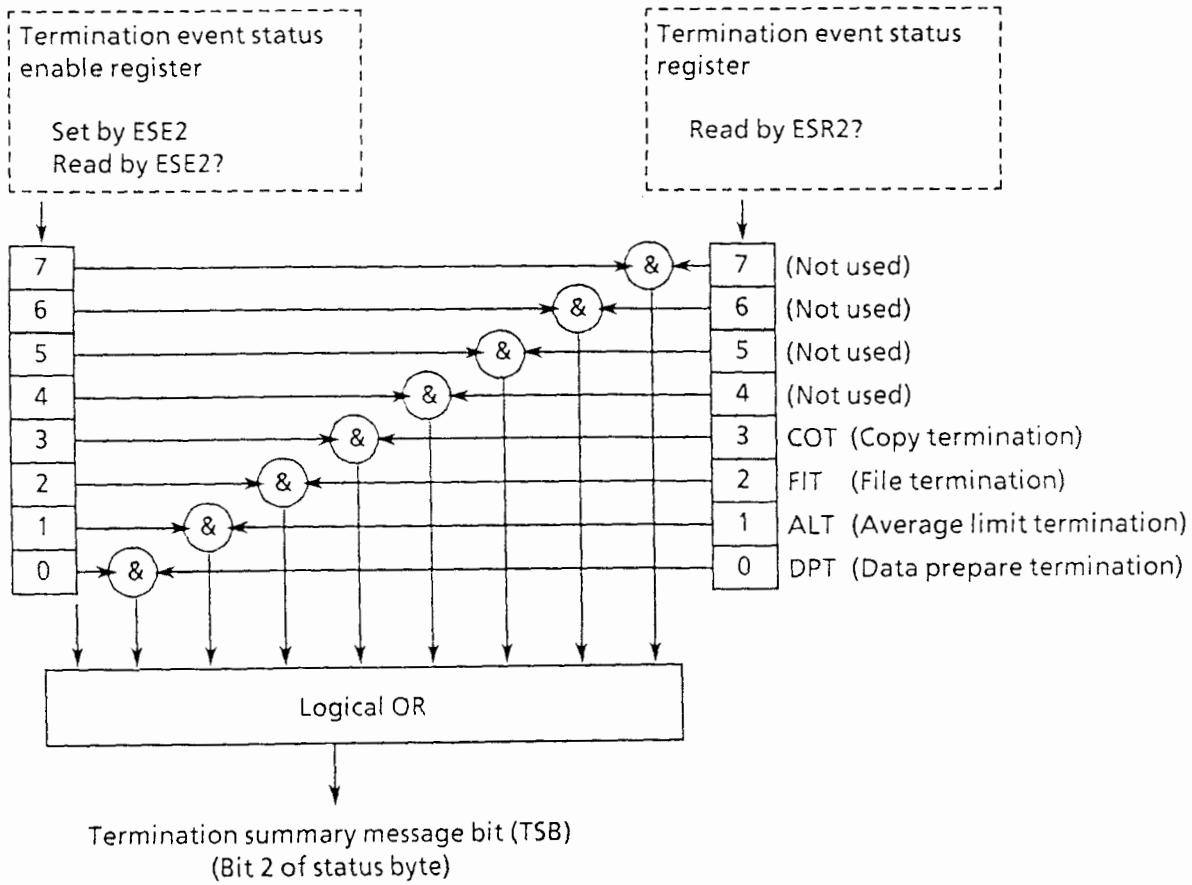 Termination event status
enable register
Set by ESE2
Read by ESE2?
Termination event status
register
Read by ESR2?
7 & 7 (Not used)
6 & 6 (Not used)
5 & 5 (Not used)
4 & 4 (Not used)
3 & 3 COT (Copy termination)
2 & 2 FIT (File termination)
1 & 1 ALT (Average limit termination)
0 & 0 DPT (Data prepare termination)
Logical OR
Termination summary message bit (TSB)
(Bit 2 of status byte)